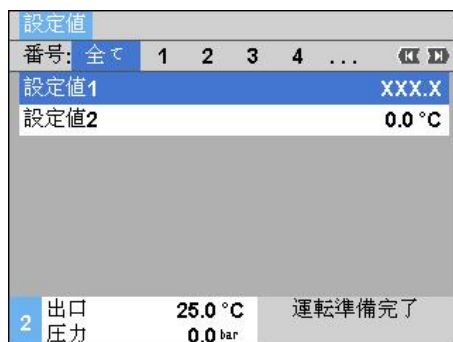 設定値
番号: 全て 1 2 3 4 ...
設定値1 XXX.X
設定値2 0.0 °C
2 出口 25.0 °C 運転準備完了
圧力 0.0 bar